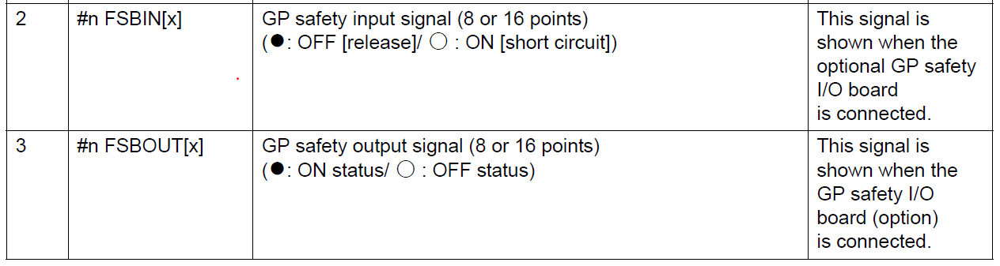 2
#n FSBIN[x]
GP safety input signal (8 or 16 points)
(●: OFF [release]/ ○ : ON [short circuit])
This signal is
shown when the
optional GP safety
I/O board
is connected.
3
#n FSBOUT[x]
GP safety output signal (8 or 16 points)
(●: ON status/ ○ : OFF status)
This signal is
shown when the
GP safety I/O
board (option)
is connected.